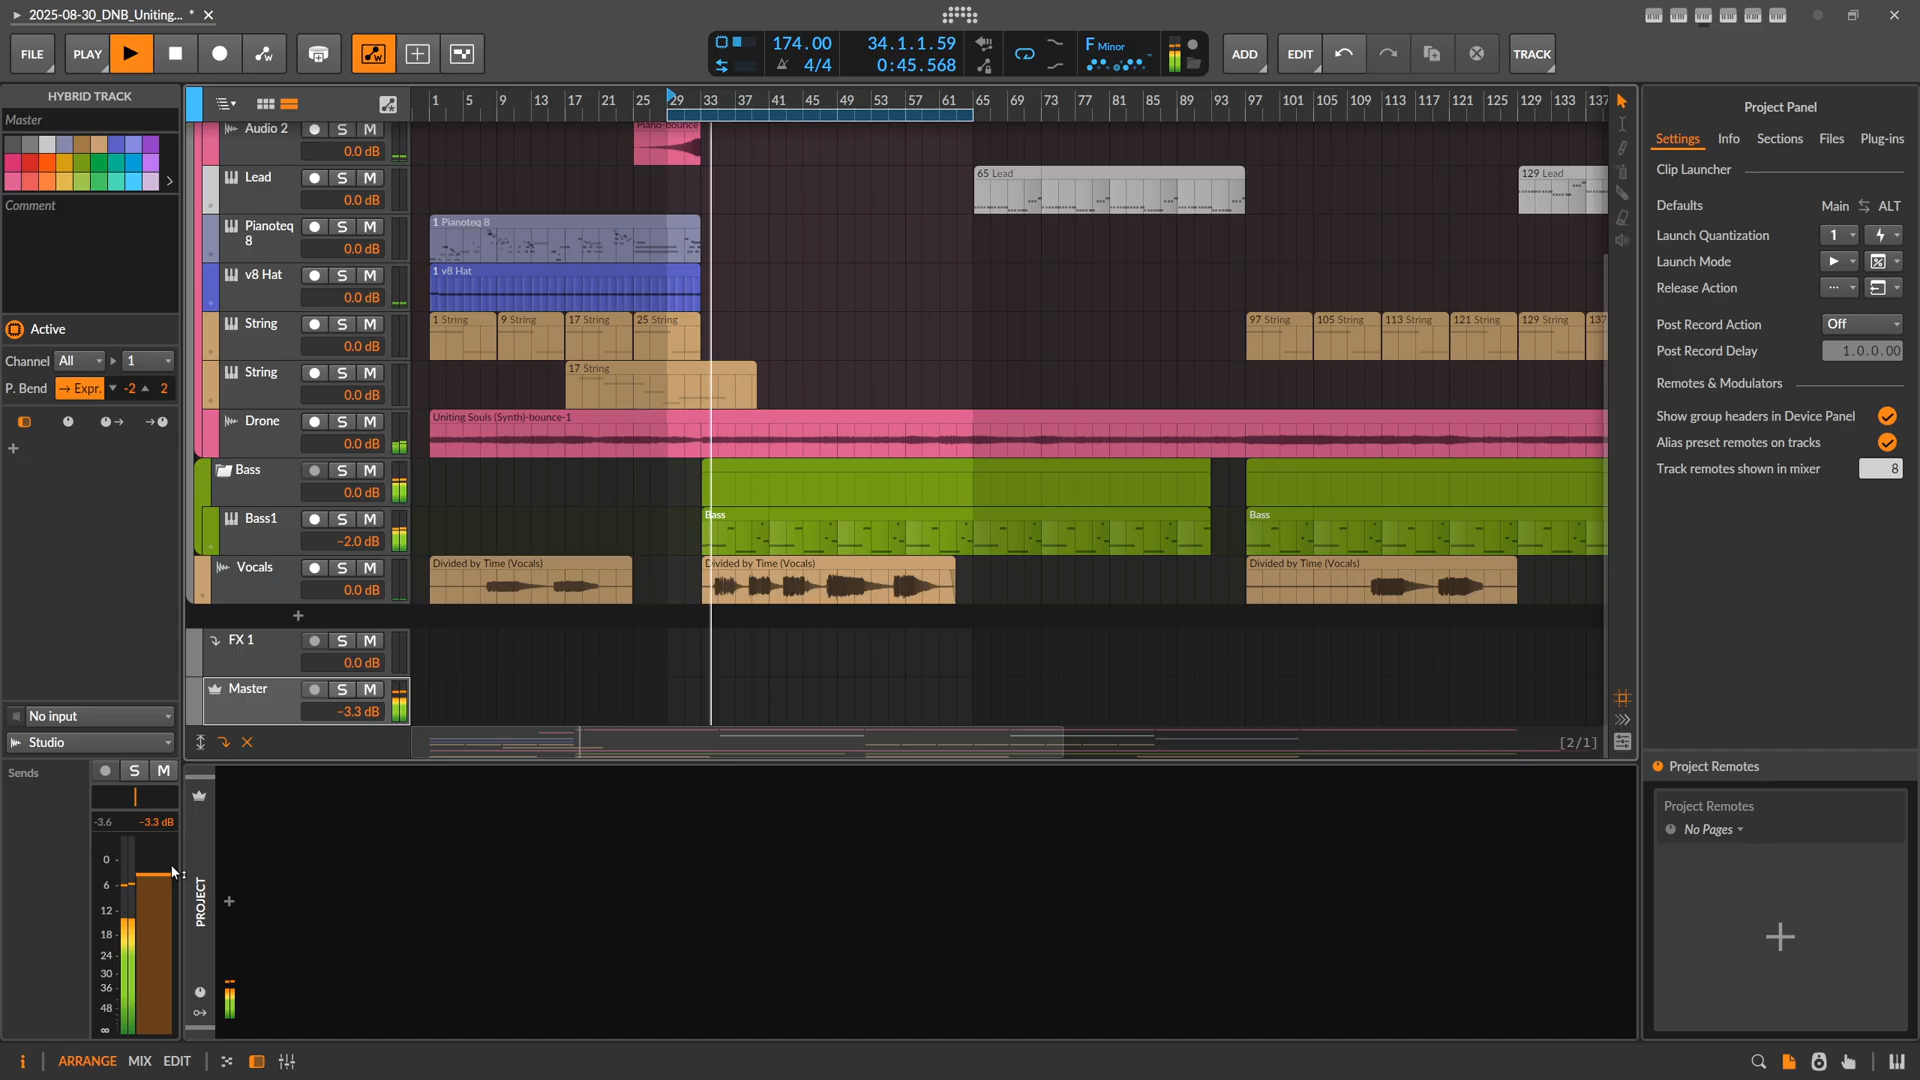 2025-08-30_DNB_Uniting... *
FILE
PLAY
174.00
4/4
34.1.1.59
0:45.568
F Minor
ADD
EDIT
TRACK
HYBRID TRACK
Master
Comment
Active
Channel All 1
P. Bend → Expr. -2 2
No input
Studio
Sends
S M
-3.6 -3.3 dB
0
6
12
18
24
30
36
48
∞
1 5 9 13 17 21 25 29 33 37 41 45 49 53 57 61 65 69 73 77 81 85 89 93 97 101 105 109 113 117 121 125 129 133 137
Audio 2 S M
0.0 dB
Piano-bounce
Lead S M
0.0 dB
65 Lead
129 Lead
Pianoteq 8 S M
0.0 dB
1 Pianoteq 8
v8 Hat S M
0.0 dB
1 v8 Hat
String S M
0.0 dB
1 String 9 String 17 String 25 String 97 String 105 String 113 String 121 String 129 String 137
String S M
0.0 dB
17 String
Drone S M
0.0 dB
Uniting Souls (Synth)-bounce-1
Bass S M
0.0 dB
Bass1 S M
-2.0 dB
Bass
Bass
Vocals S M
0.0 dB
Divided by Time (Vocals)
Divided by Time (Vocals)
Divided by Time (Vocals)
FX 1 S M
0.0 dB
Master S M
-3.3 dB
[2/1]
PROJECT
Project Panel
Settings Info Sections Files Plug-ins
Clip Launcher
Defaults Main ALT
Launch Quantization 1
Launch Mode
Release Action ...
Post Record Action Off
Post Record Delay 1.0.0.00
Remotes & Modulators
Show group headers in Device Panel
Alias preset remotes on tracks
Track remotes shown in mixer 8
Project Remotes
Project Remotes
No Pages
i ARRANGE MIX EDIT